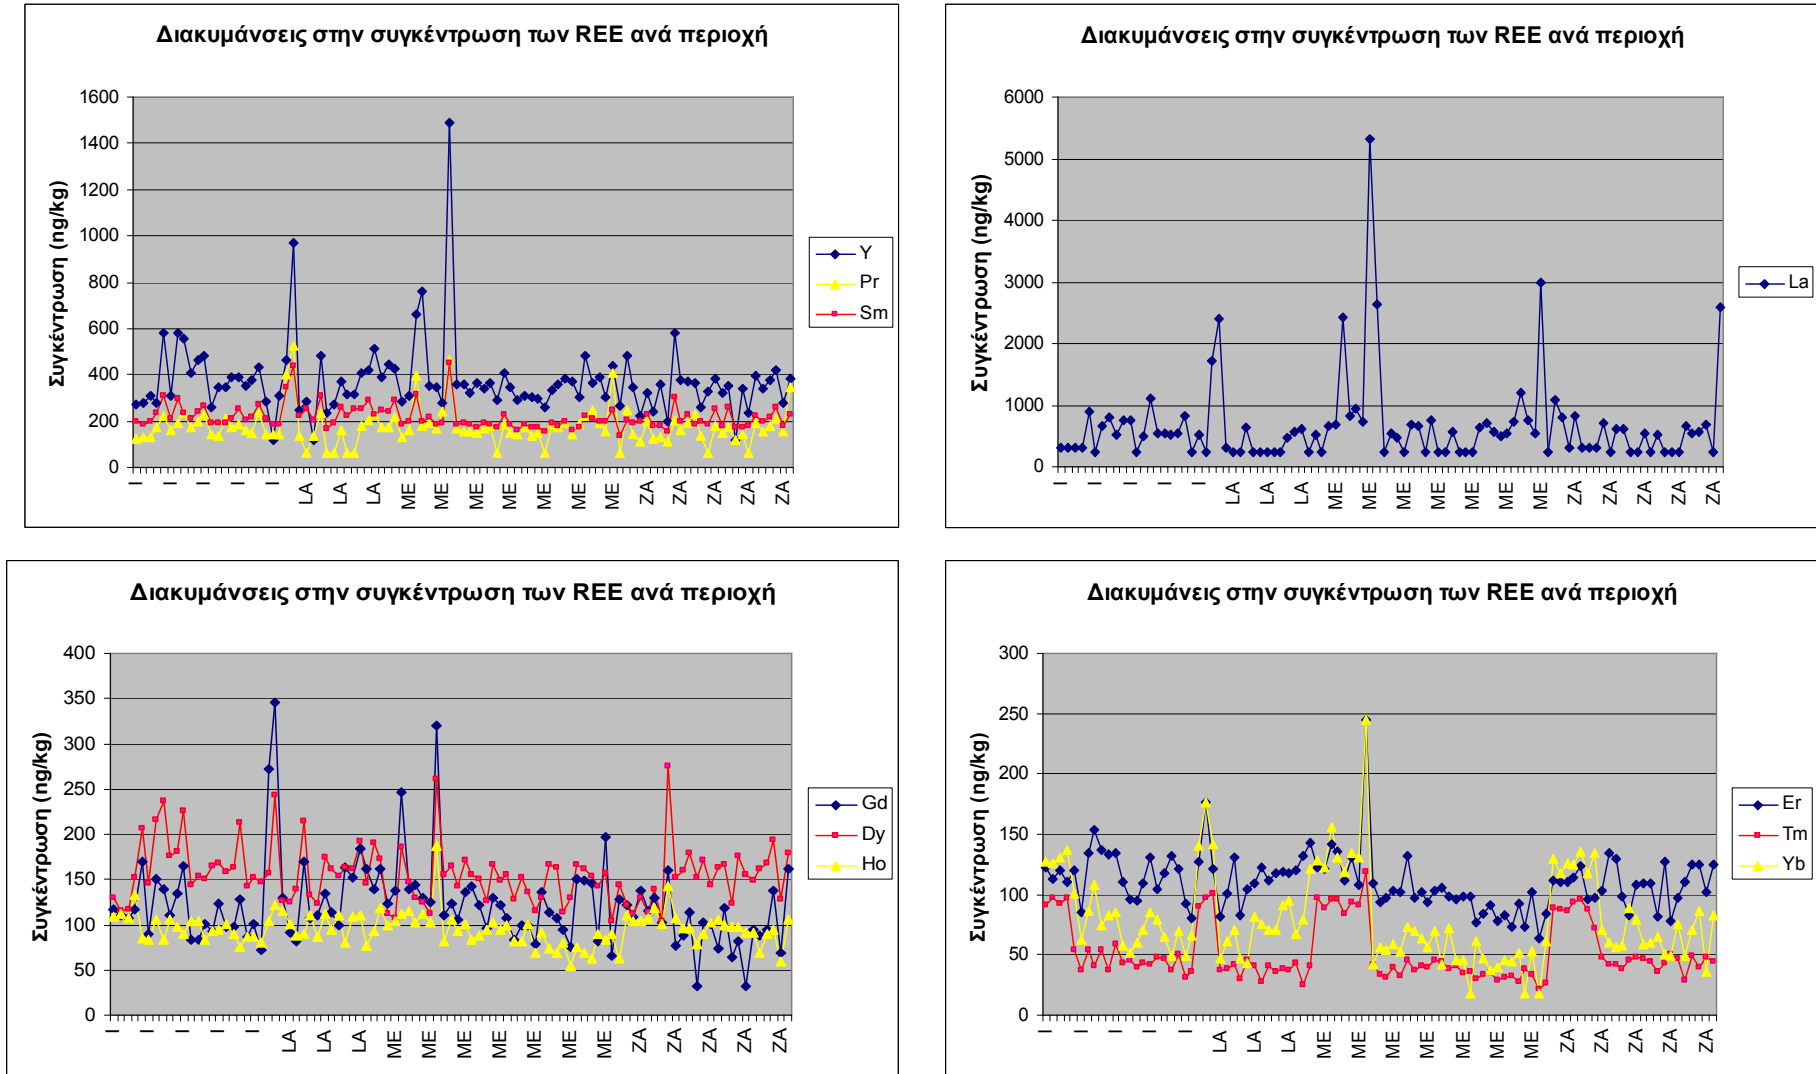 Διακυμάνσεις στην συγκέντρωση των REE ανά περιοχή
Συγκέντρωση (ng/kg)
1600
1400
1200
1000
800
600
400
200
0
I
I
I
I
I
LA
LA
LA
ME
ME
ME
ME
ME
ME
ME
ZA
ZA
ZA
ZA
ZA
Y
Pr
Sm
Διακυμάνσεις στην συγκέντρωση των REE ανά περιοχή
Συγκέντρωση (ng/kg)
6000
5000
4000
3000
2000
1000
0
I
I
I
I
I
LA
LA
LA
ME
ME
ME
ME
ME
ME
ME
ZA
ZA
ZA
ZA
ZA
La
Διακυμάνσεις στην συγκέντρωση των REE ανά περιοχή
Συγκέντρωση (ng/kg)
400
350
300
250
200
150
100
50
0
I
I
I
I
I
LA
LA
LA
ME
ME
ME
ME
ME
ME
ME
ZA
ZA
ZA
ZA
ZA
Gd
Dy
Ho
Διακυμάνεις στην συγκέντρωση των REE ανά περιοχή
Συγκέντρωση (ng/kg)
300
250
200
150
100
50
0
I
I
I
I
I
LA
LA
LA
ME
ME
ME
ME
ME
ME
ME
ZA
ZA
ZA
ZA
ZA
Er
Tm
Yb